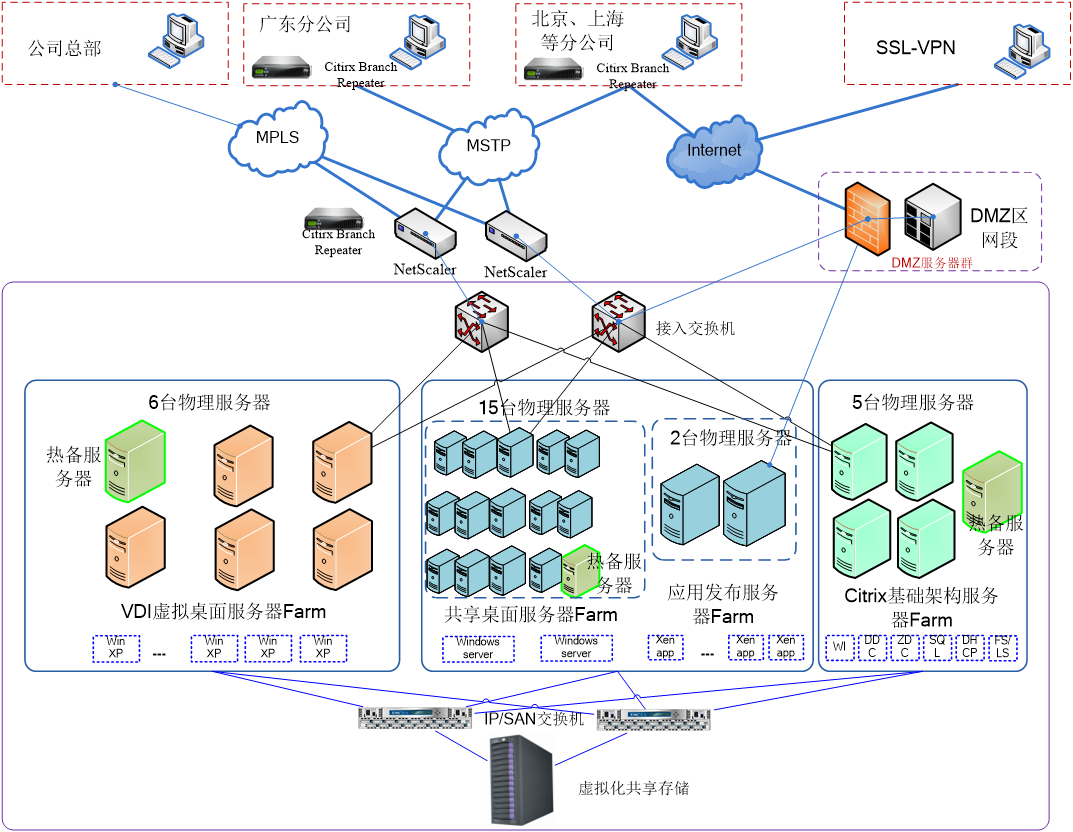 公司总部
广东分公司
Citirx Branch
Repeater
北京、上海
等分公司
Citirx Branch
Repeater
SSL-VPN
MPLS
MSTP
Internet
Citirx Branch
Repeater
NetScaler
NetScaler
DMZ区
网段
DMZ服务器群
接入交换机
6台物理服务器
热备服
务器
VDI虚拟桌面服务器Farm
Win
XP
---
Win
XP
Win
XP
Win
XP
15台物理服务器
热备服
务器
共享桌面服务器Farm
Windows
server
Windows
server
2台物理服务器
应用发布服务
器Farm
Xen
app
---
Xen
app
Xen
app
5台物理服务器
热备服
务器
Citrix基础架构服务
器Farm
WI
DD
C
ZD
C
SQ
L
DH
CP
FS/
LS
IP/SAN交换机
虚拟化共享存储